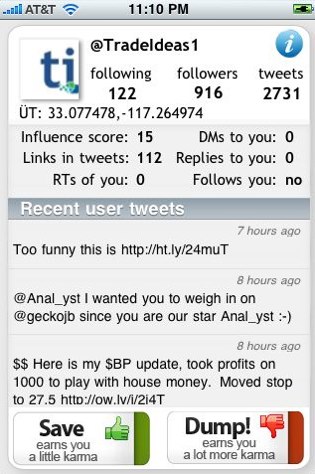 AT&T 11:10 PM
ti @TradeIdeas1
following followers tweets
122 916 2731
ÜT: 33.077478,-117.264974
Influence score: 15 DMs to you: 0
Links in tweets: 112 Replies to you: 0
RTs of you: 0 Follows you: no
Recent user tweets
7 hours ago
Too funny this is http://ht.ly/24muT
8 hours ago
@Anal_yst I wanted you to weigh in on
@geckojb since you are our star Anal_yst :-)
8 hours ago
$$ Here is my $BP update, took profits on
1000 to play with house money. Moved stop
to 27.5 http://ow.ly/i/2i4T
Save Dump!
earns you earns you
a little karma a lot more karma